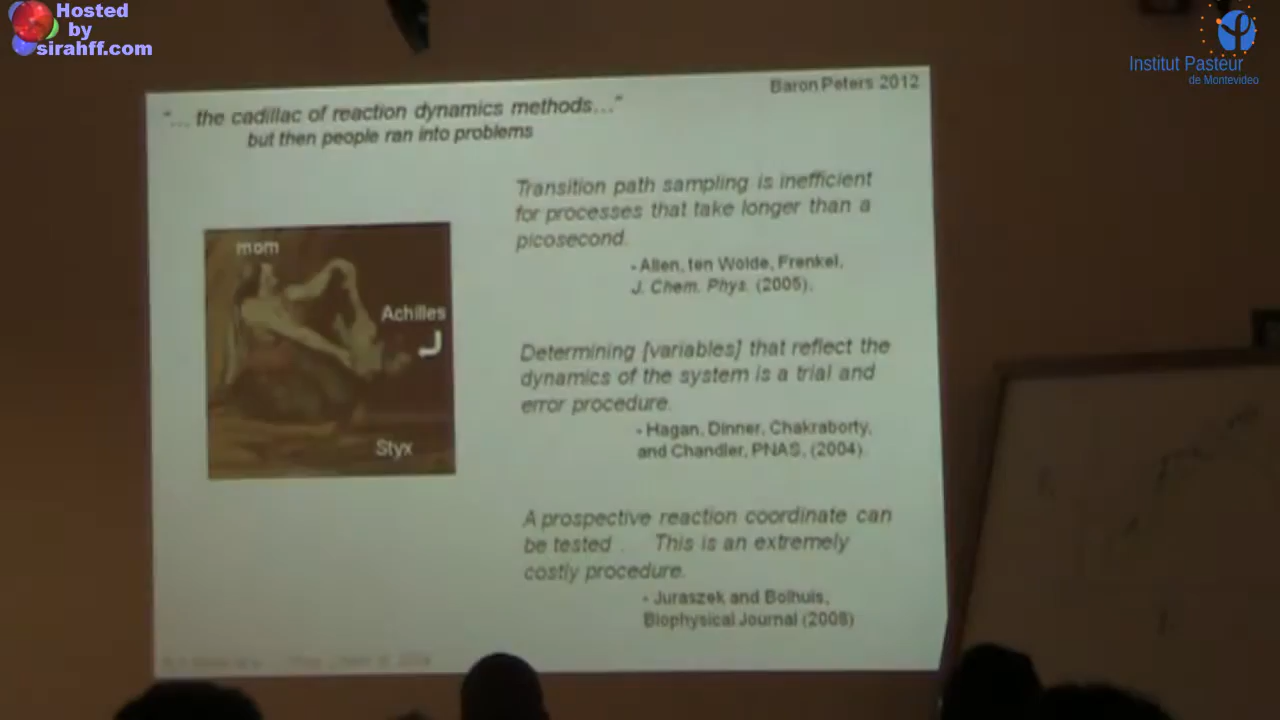 Hosted
by
sirahff.com
Institut Pasteur
de Montevideo
Baron Peters 2012
"... the cadillac of reaction dynamics methods..."
but then people ran into problems
Transition path sampling is inefficient
for processes that take longer than a
picosecond.
- Allen, ten Wolde, Frenkel,
J. Chem. Phys. (2005).
mom
Achilles
Styx
Determining [variables] that reflect the
dynamics of the system is a trial and
error procedure.
- Hagan, Dinner, Chakraborty,
and Chandler, PNAS, (2004).
A prospective reaction coordinate can
be tested ... This is an extremely
costly procedure.
- Juraszek and Bolhuis,
Biophysical Journal (2008)